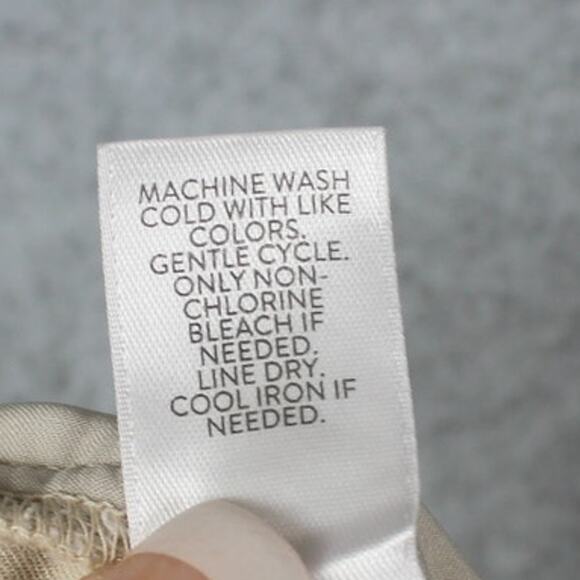 MACHINE WASH
COLD WITH LIKE
COLORS.
GENTLE CYCLE.
ONLY NON-
CHLORINE
BLEACH IF
NEEDED.
LINE DRY.
COOL IRON IF
NEEDED.